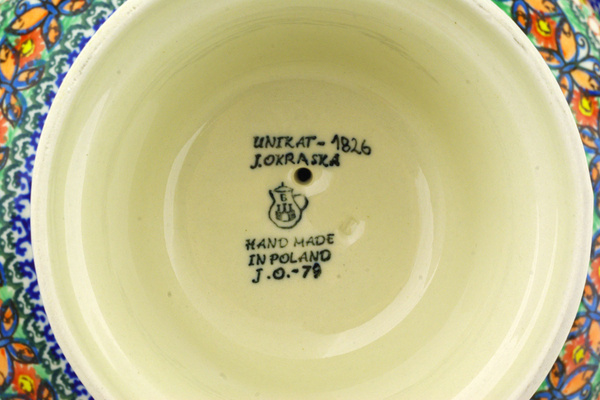 UNIKAT-1826
J.OKRASKA
HAND MADE
IN POLAND
J.O.-79